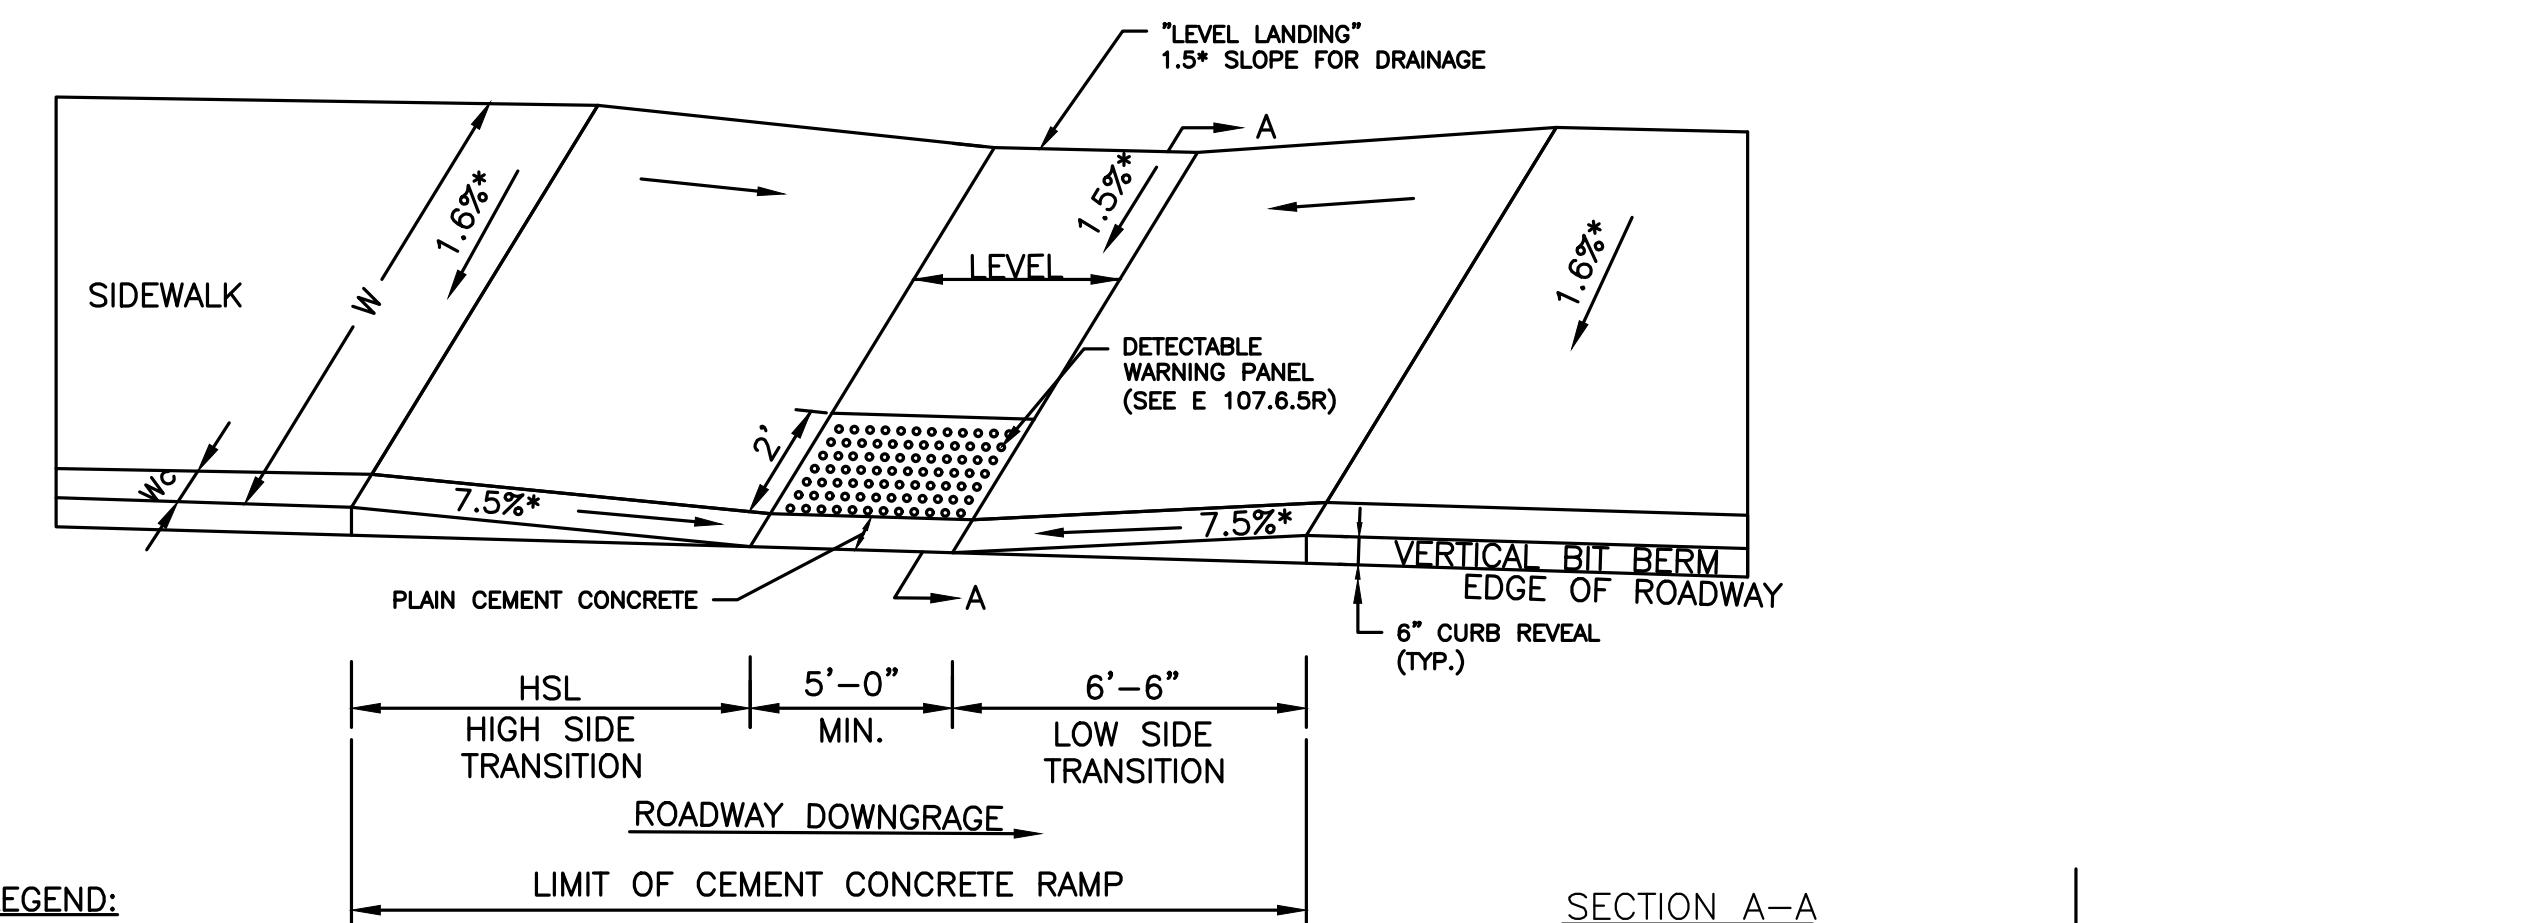 "LEVEL LANDING"
1.5* SLOPE FOR DRAINAGE
A
1.5%*
1.6%*
1.6%*
LEVEL
SIDEWALK
W
DETECTABLE
WARNING PANEL
(SEE E 107.6.5R)
2'
Wc
7.5%*
7.5%*
VERTICAL BIT BERM
EDGE OF ROADWAY
PLAIN CEMENT CONCRETE
A
6" CURB REVEAL
(TYP.)
HSL
HIGH SIDE
TRANSITION
5'-0"
MIN.
6'-6"
LOW SIDE
TRANSITION
ROADWAY DOWNGRAGE
LIMIT OF CEMENT CONCRETE RAMP
EGEND:
SECTION A-A